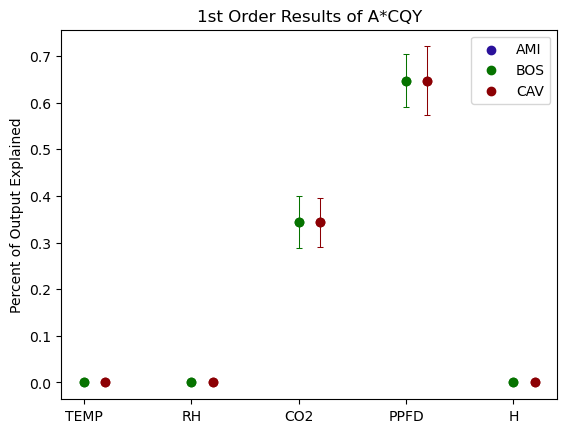 1st Order Results of A*CQY
Percent of Output Explained
0.7
0.6
0.5
0.4
0.3
0.2
0.1
0.0
TEMP
RH
CO2
PPFD
H
AMI
BOS
CAV